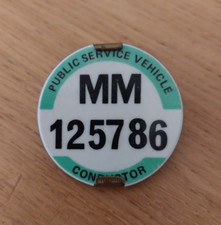 PUBLIC SERVICE VEHICLE
MM
125786
CONDUCTOR